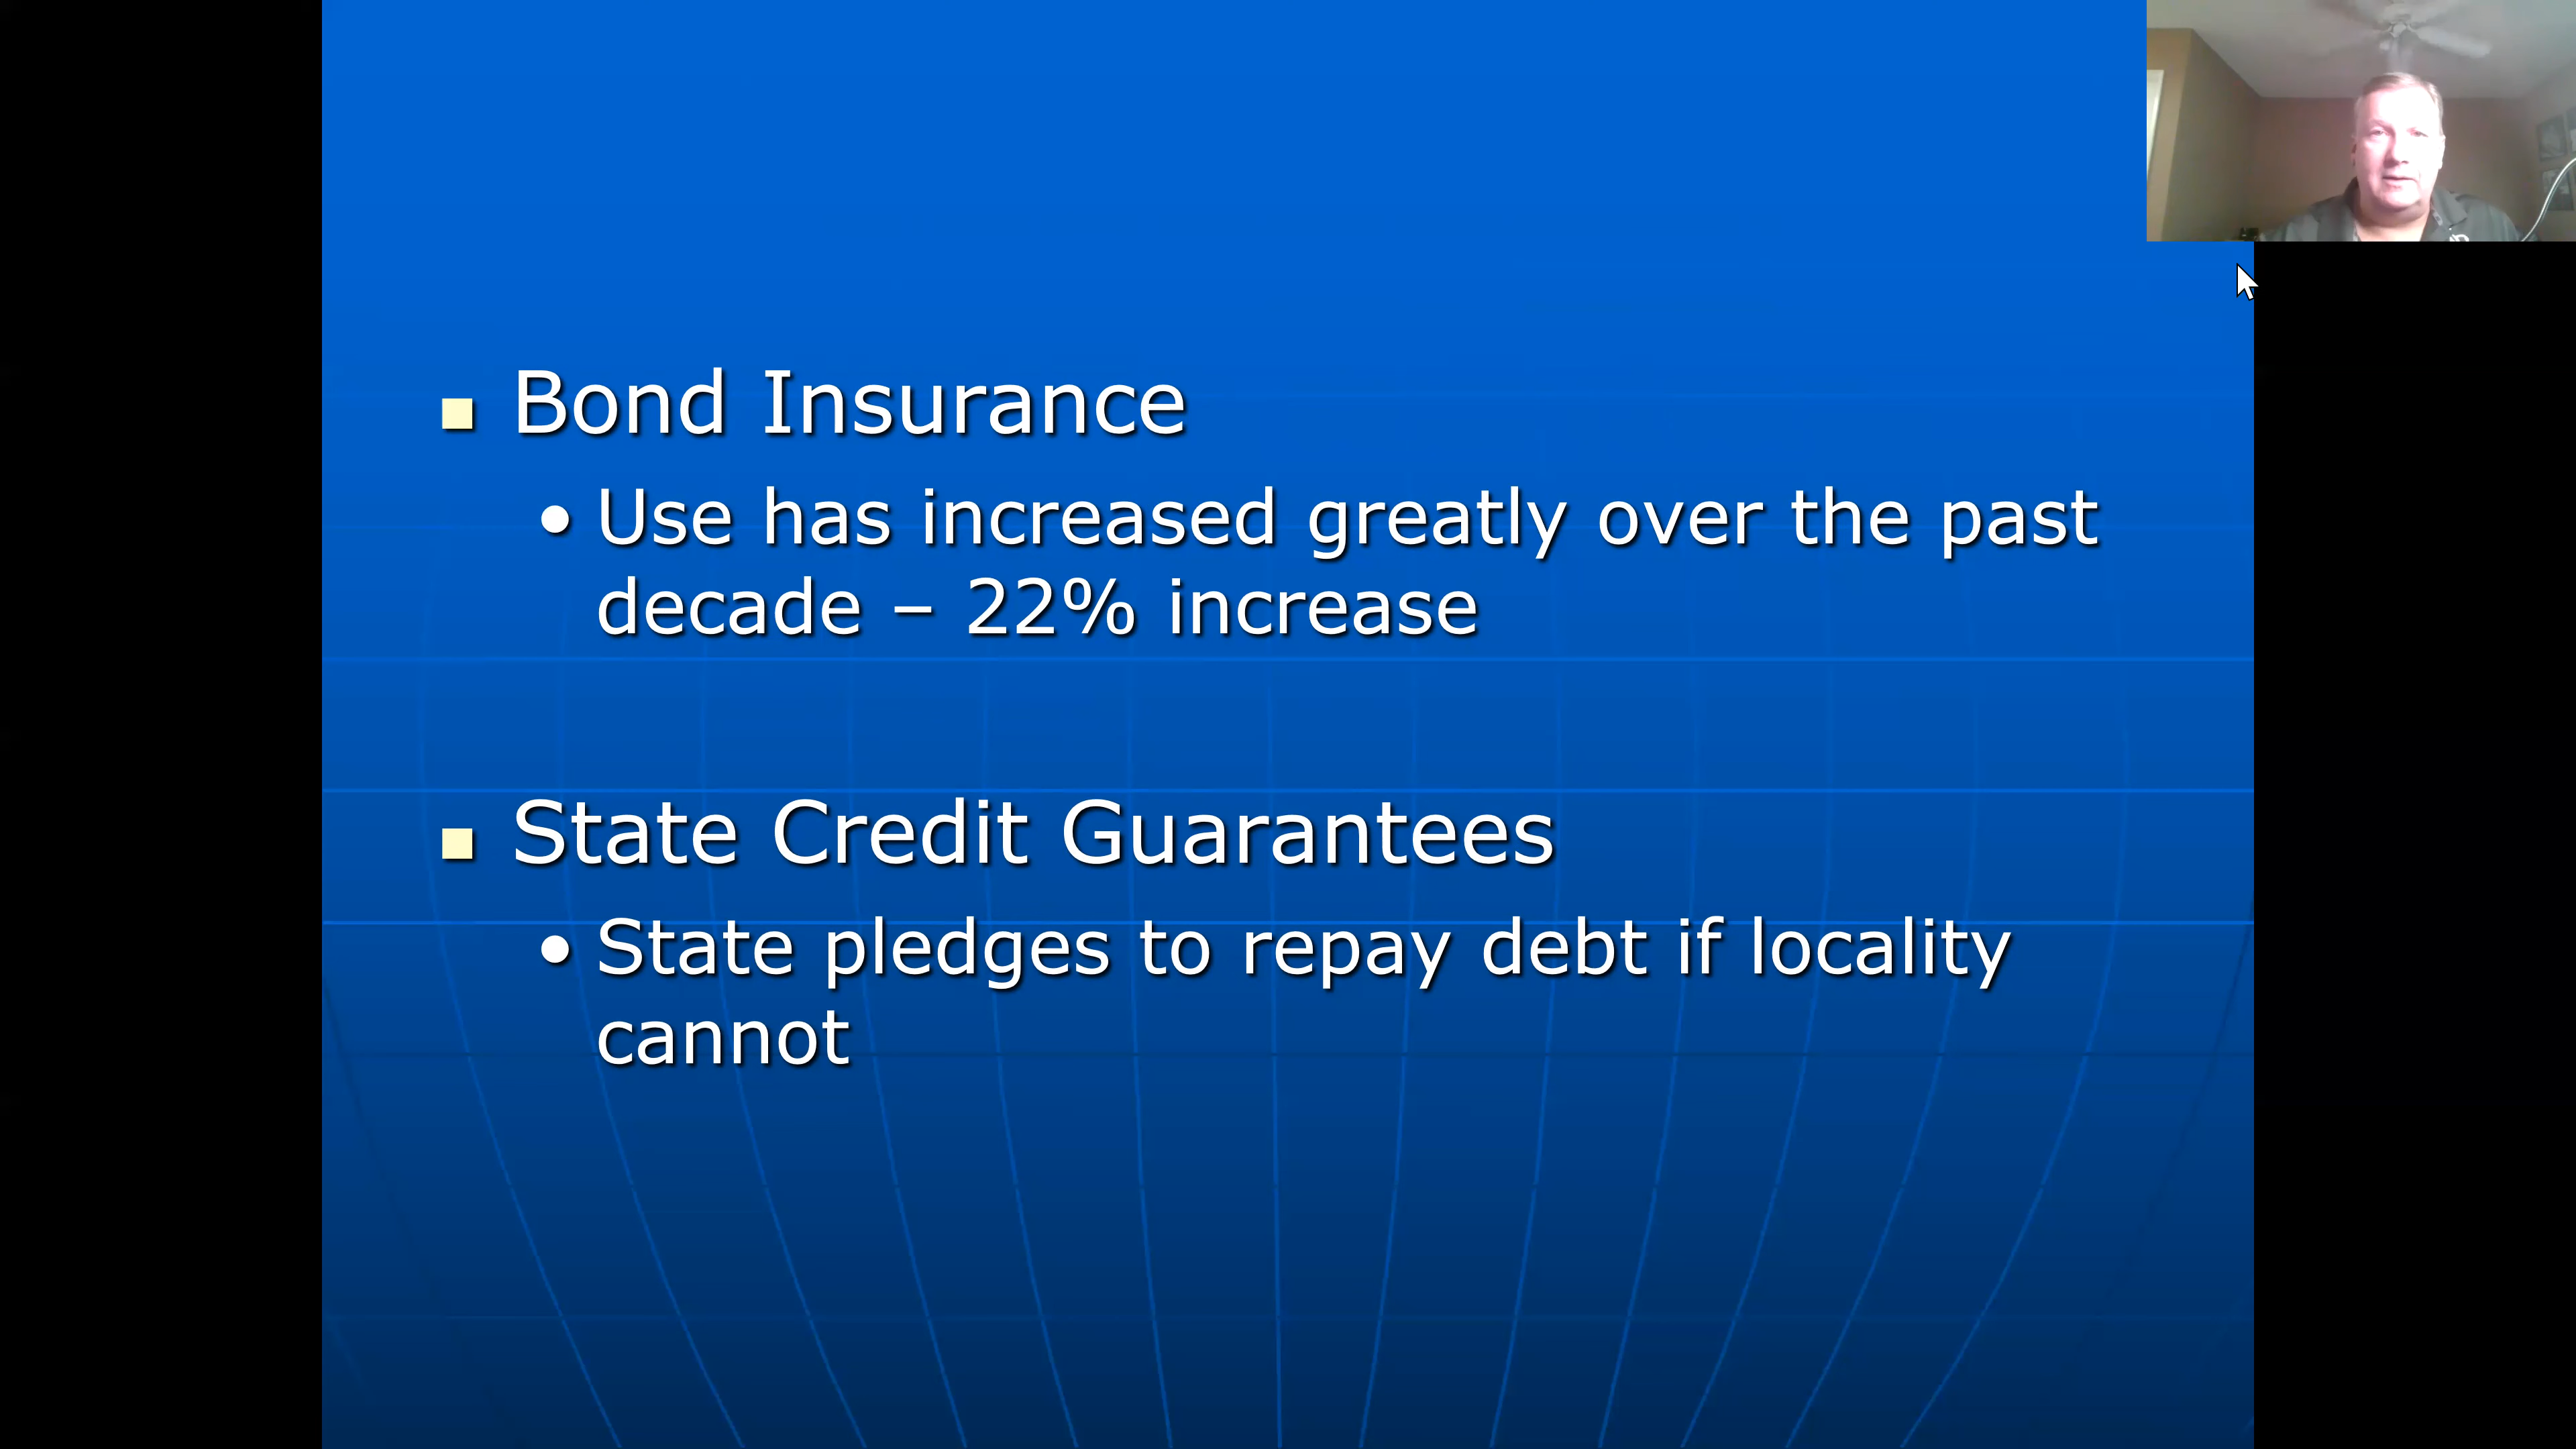 Bond Insurance
Use has increased greatly over the past
decade – 22% increase
State Credit Guarantees
State pledges to repay debt if locality
cannot